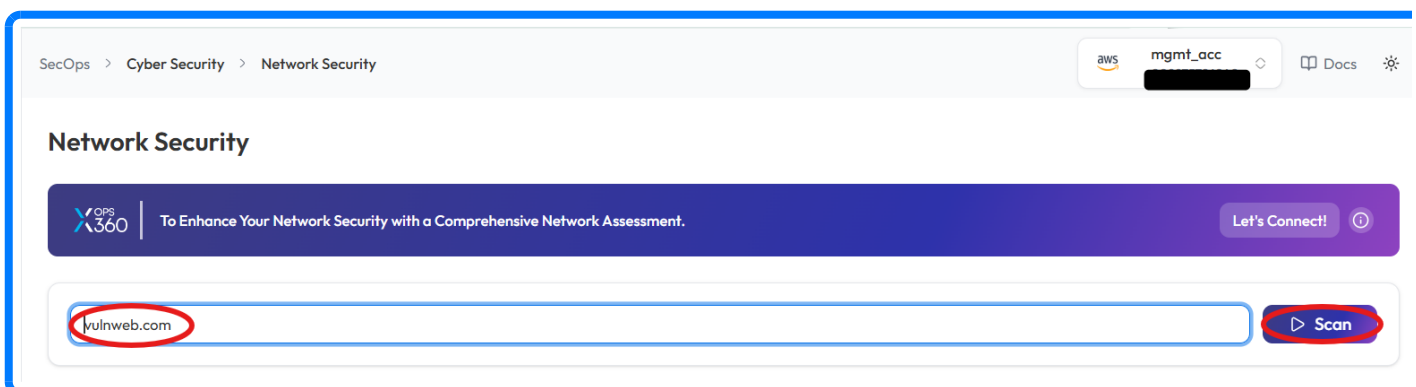 SecOps > Cyber Security > Network Security
aws mgmt_acc
Docs
Network Security
XOPS 360 To Enhance Your Network Security with a Comprehensive Network Assessment.
Let's Connect!
vulnweb.com
Scan